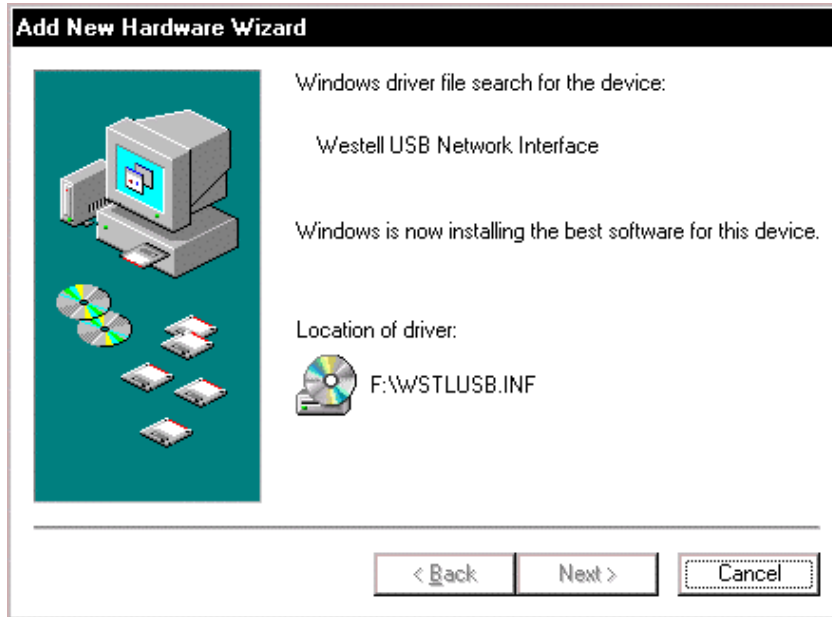 Add New Hardware Wizard
Windows driver file search for the device:
Westell USB Network Interface
Windows is now installing the best software for this device.
Location of driver:
F:\WSTLUSB.INF
< Back
Next >
Cancel